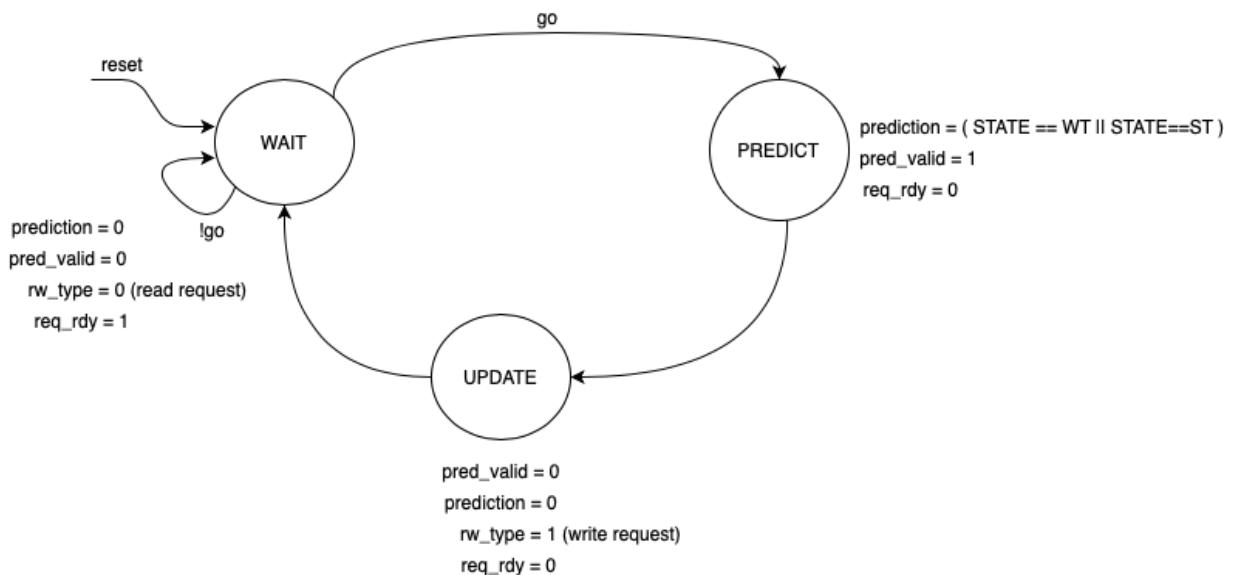 go
reset
WAIT
!go
prediction = 0
pred_valid = 0
rw_type = 0 (read request)
req_rdy = 1
PREDICT
prediction = ( STATE == WT || STATE==ST )
pred_valid = 1
req_rdy = 0
UPDATE
pred_valid = 0
prediction = 0
rw_type = 1 (write request)
req_rdy = 0